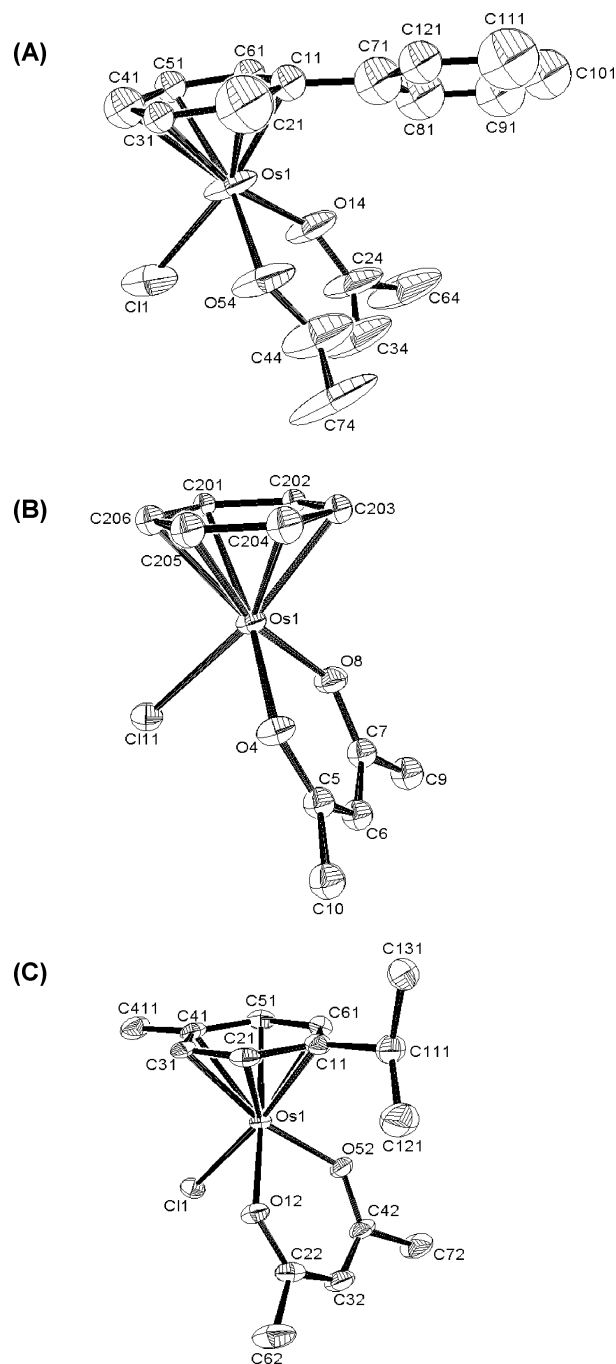 (A)
C111
C121
C61 C11 C71
C51 C101
C41
C21 C81 C91
C31
Os1
O14
C24
Cl1 O54 C64
C44 C34
C74
(B)
C201 C202
C206 C203
C204
C205
Os1
O8
Cl11 C7
O4 C9
C5
C6
C10
(C)
C131
C51
C411 C41 C61
C21
C31 C11 C111
Os1 C121
O52
Cl1
O12 C42
C22 C72
C32
C62